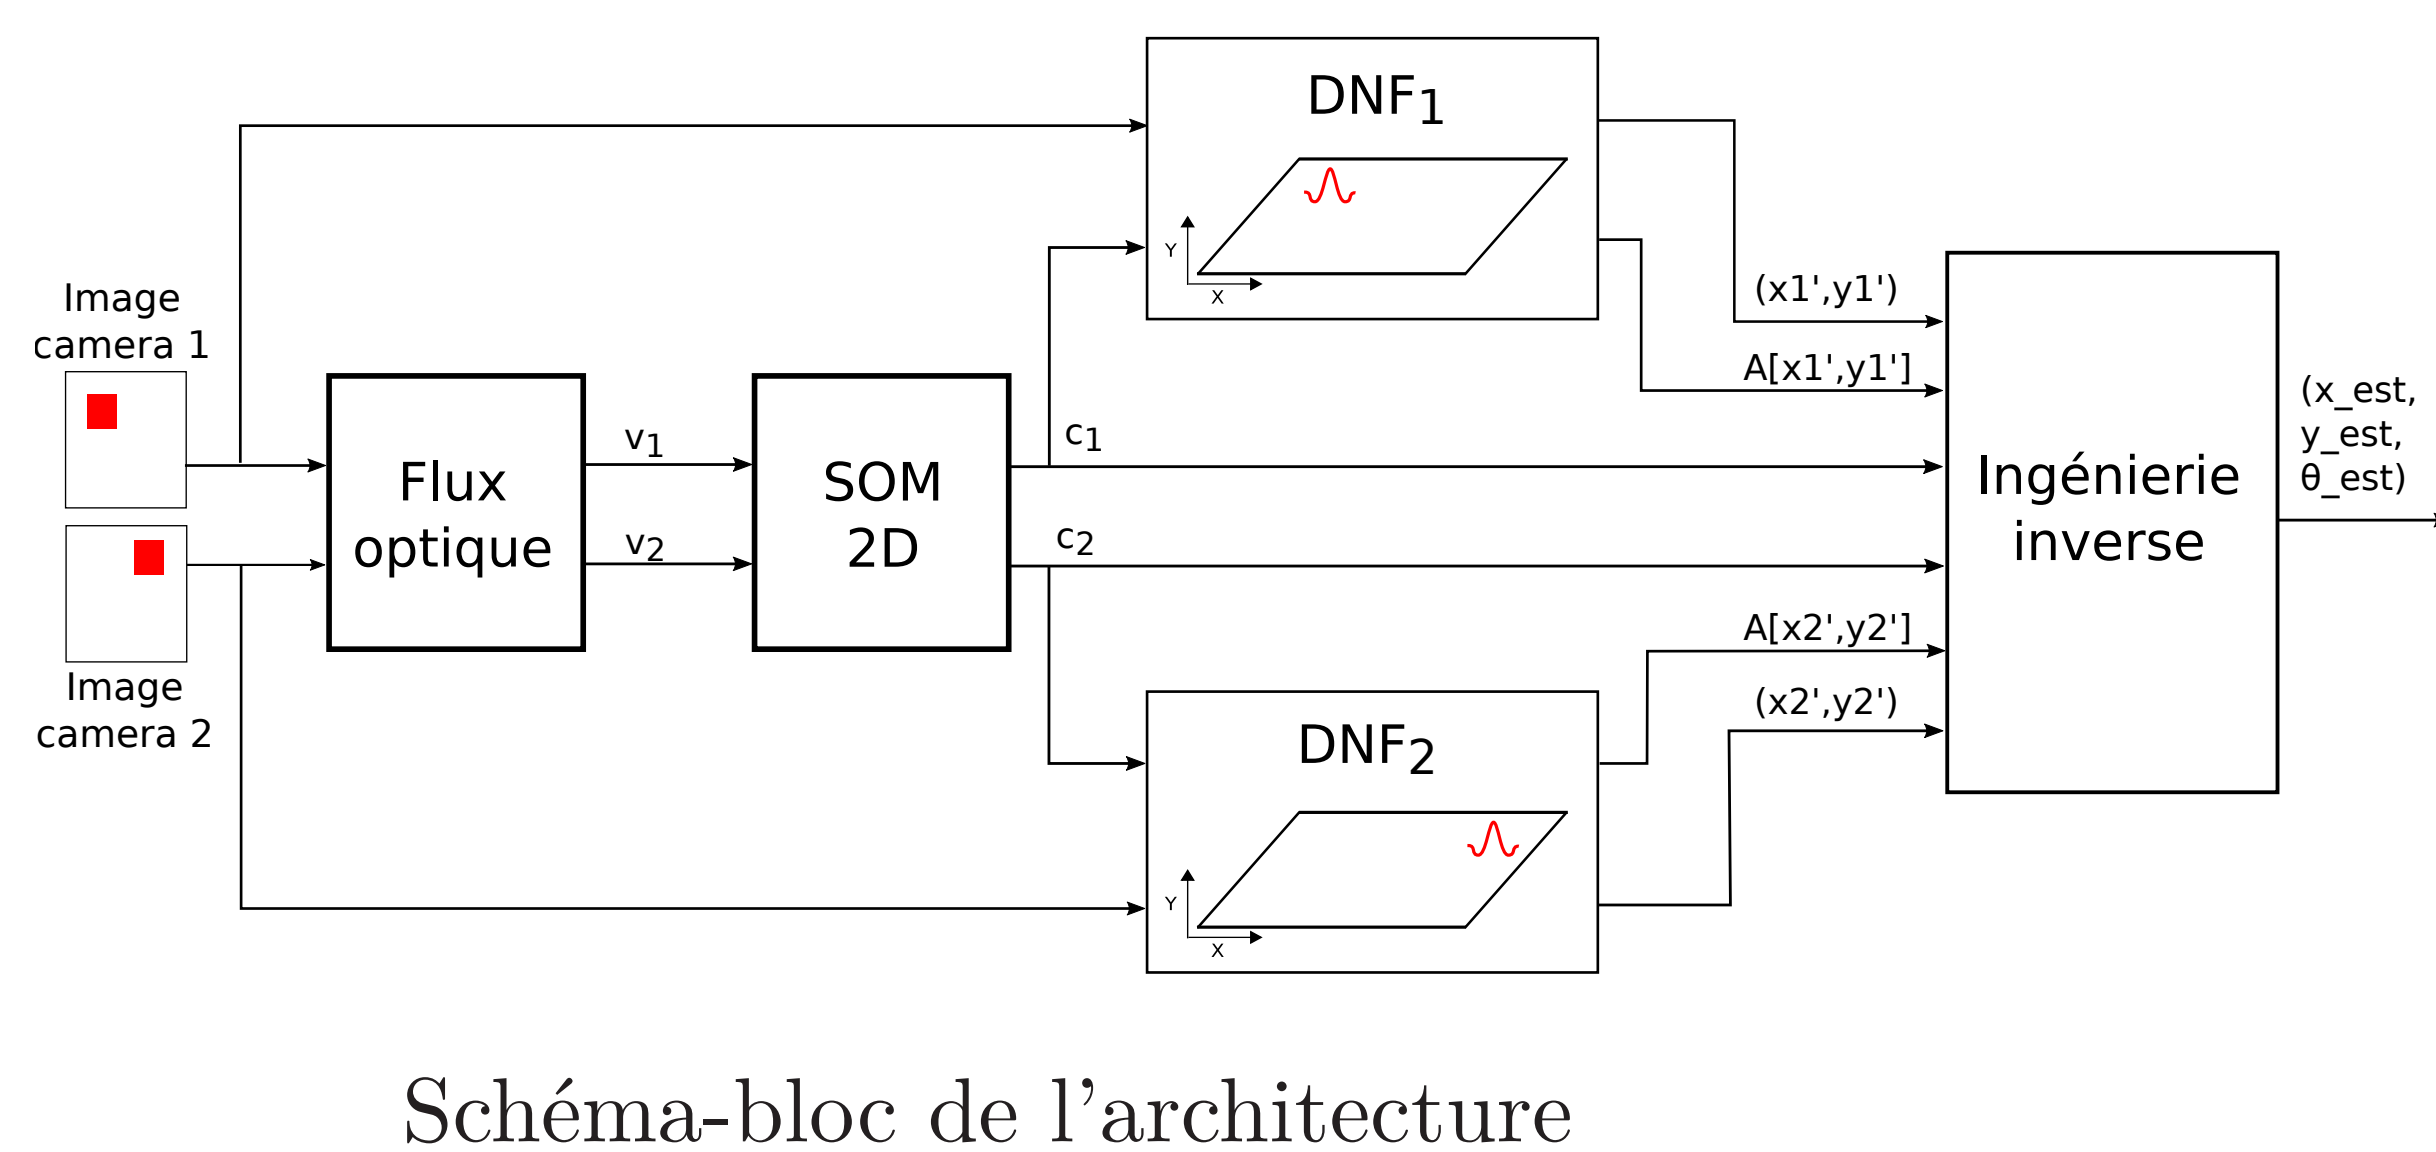 DNF1
Y
X
Image
camera 1
(x1',y1')
A[x1',y1']
Flux
optique
v1
v2
SOM
2D
c1
c2
Ingénierie
inverse
(x_est,
y_est,
θ_est)
Image
camera 2
A[x2',y2']
(x2',y2')
DNF2
Y
X
Schéma-bloc de l'architecture